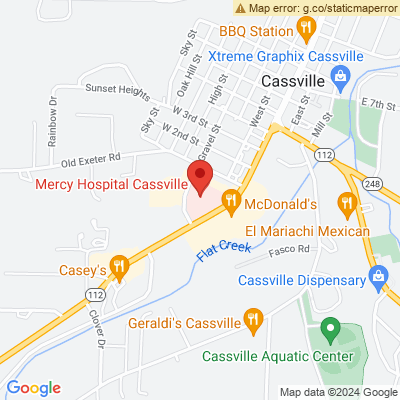 Map error: g.co/staticmaperror
BBQ Station
Xtreme Graphix Cassville
Cassville
Sky St
Oak Hill St
High St
Sunset Heights
Rainbow Dr
W 3rd St
West St
East St
E 7th St
Mill St
Sky St
W 2nd St
Gravel St
Old Exeter Rd
112
248
Mercy Hospital Cassville
McDonald's
El Mariachi Mexican
Flat Creek
Fasco Rd
Casey's
Cassville Dispensary
112
Clover Dr
Geraldi's Cassville
Cassville Aquatic Center
Google
Map data ©2024 Google